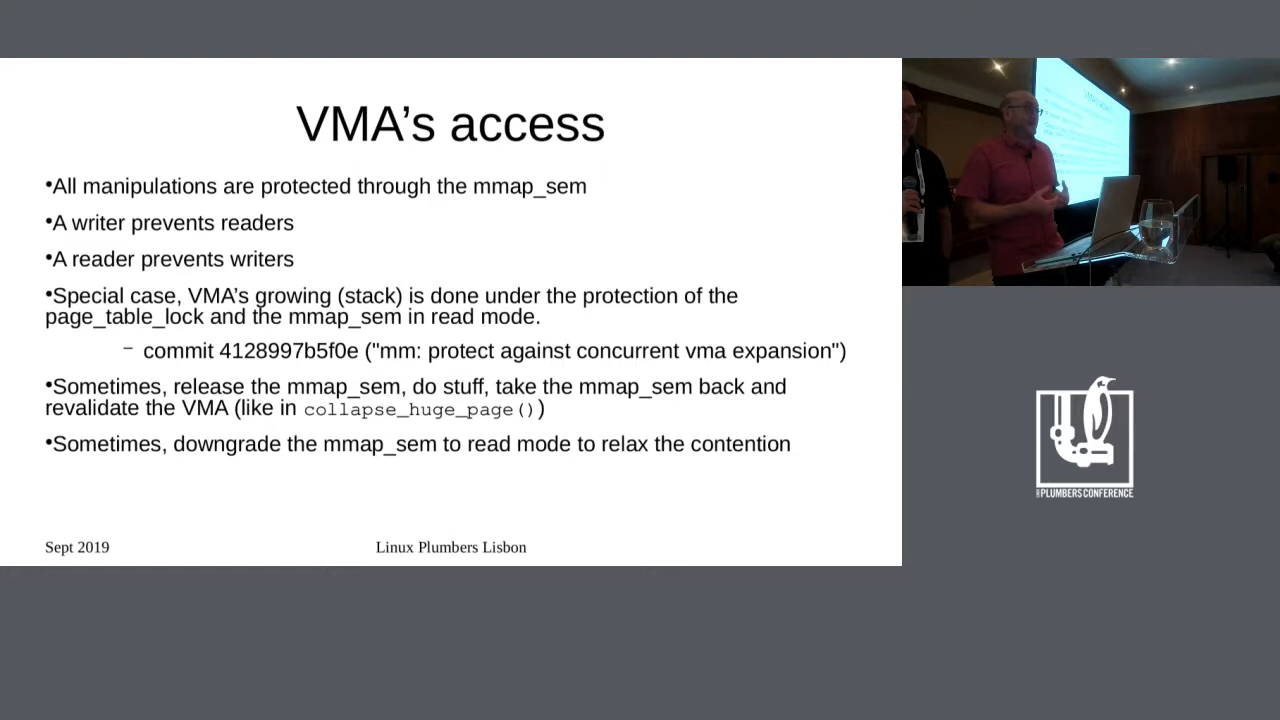 VMA’s access
•All manipulations are protected through the mmap_sem
•A writer prevents readers
•A reader prevents writers
•Special case, VMA’s growing (stack) is done under the protection of the
page_table_lock and the mmap_sem in read mode.
– commit 4128997b5f0e ("mm: protect against concurrent vma expansion")
•Sometimes, release the mmap_sem, do stuff, take the mmap_sem back and
revalidate the VMA (like in collapse_huge_page())
•Sometimes, downgrade the mmap_sem to read mode to relax the contention
Sept 2019
Linux Plumbers Lisbon
PLUMBERS CONFERENCE